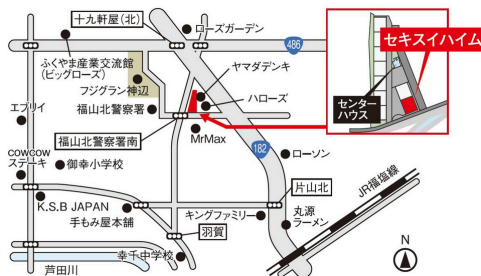 十九軒屋(北)
ローズガーデン
486
セキスイハイム
ふくやま産業交流館
(ビッグローズ)
ヤマダデンキ
フジグラン神辺
ハローズ
センター
ハウス
エブリイ
福山北警察署
福山北警察署南
MrMax
182
ローソン
COWCOW
ステーキ
御幸小学校
片山北
JR福塩線
K.S.B JAPAN
手もみ屋本舗
キングファミリー
丸源
ラーメン
羽賀
幸千中学校
芦田川
N